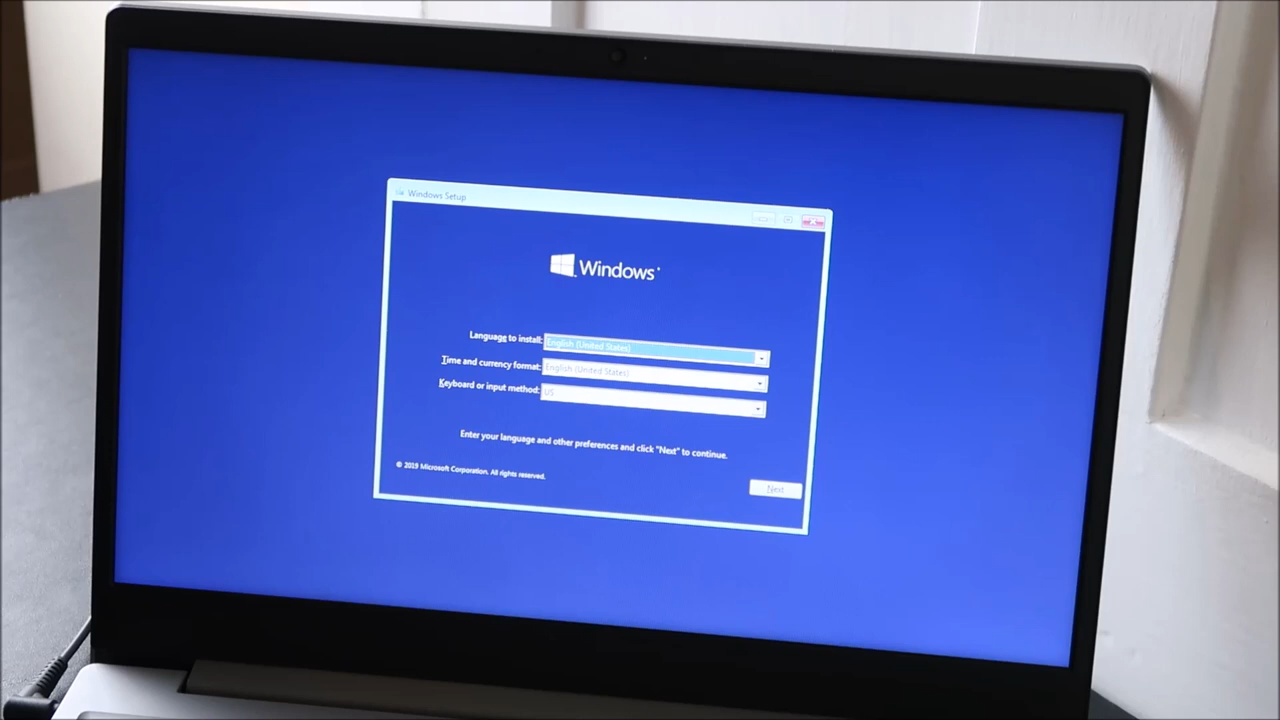 Windows Setup
Windows
Language to install: English (United States)
Time and currency format: English (United States)
Keyboard or input method: US
Enter your language and other preferences and click "Next" to continue.
© 2019 Microsoft Corporation. All rights reserved.
Next